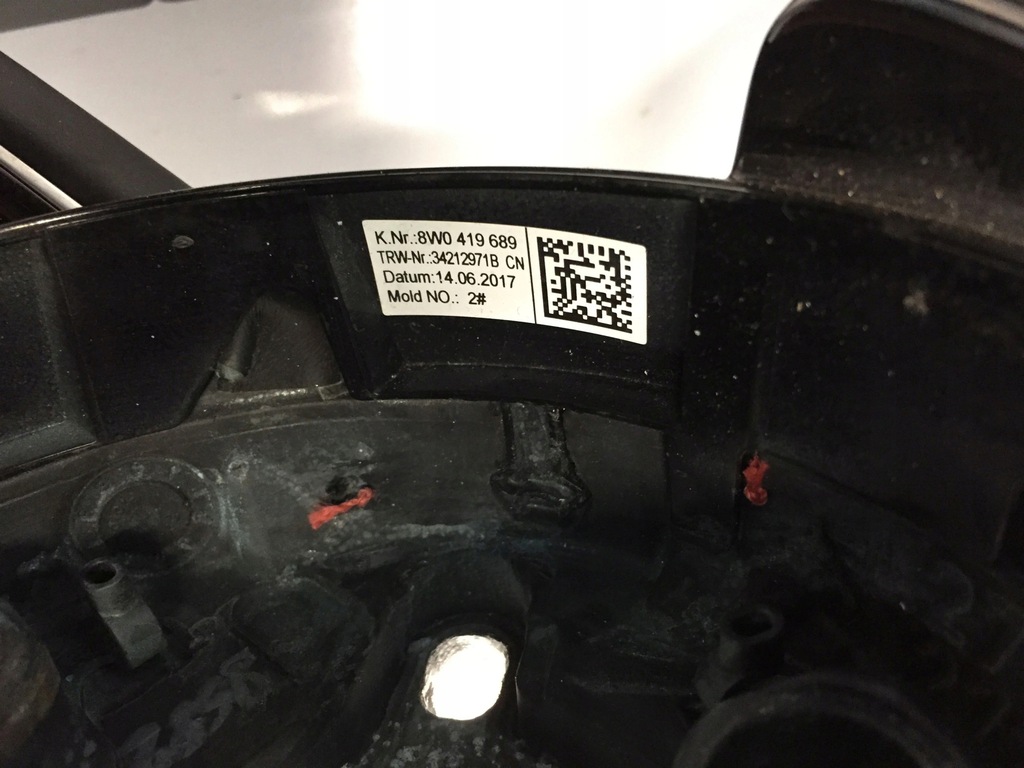 K.Nr.:8W0 419 689
TRW-Nr.:34212971B CN
Datum:14.06.2017
Mold NO.: 2#